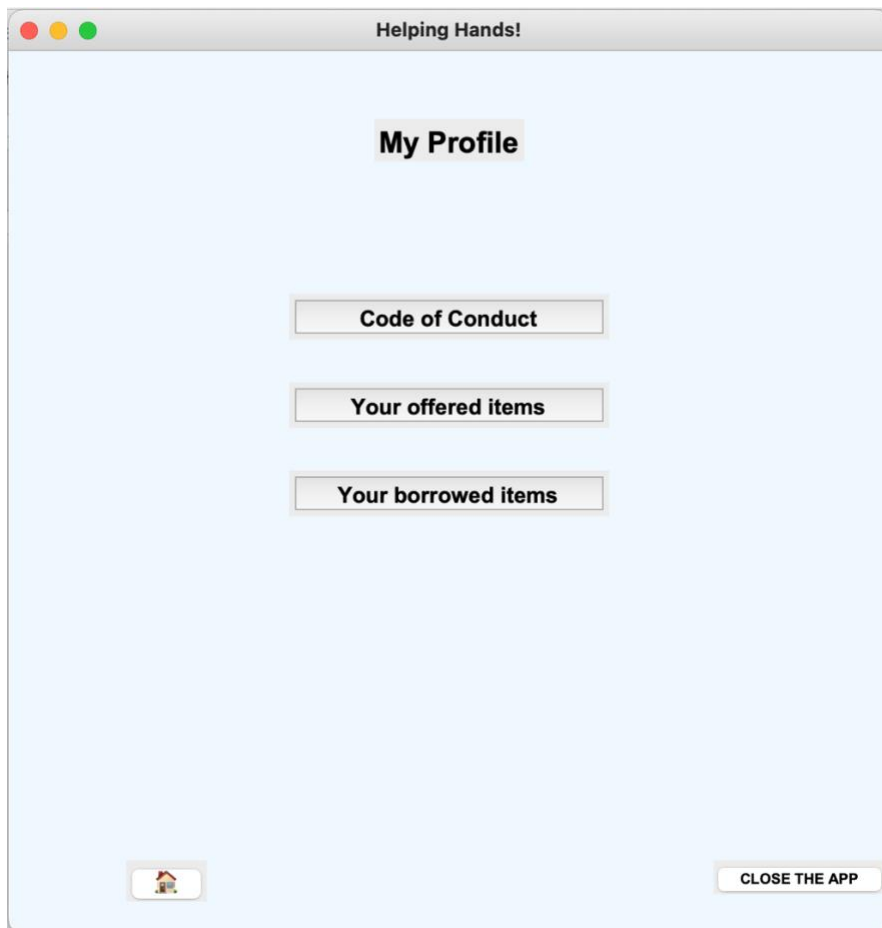 Helping Hands!
My Profile
Code of Conduct
Your offered items
Your borrowed items
CLOSE THE APP